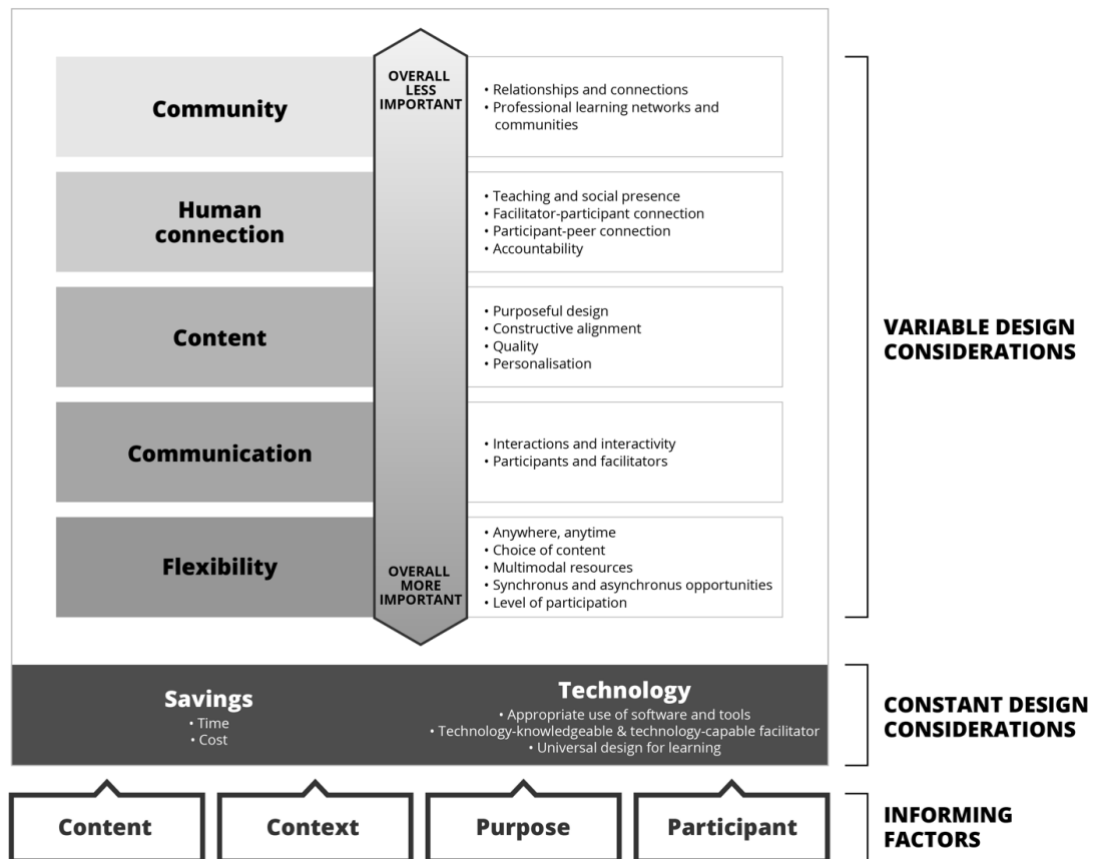 Community
OVERALL
LESS
IMPORTANT
• Relationships and connections
• Professional learning networks and
communities
Human
connection
• Teaching and social presence
• Facilitator-participant connection
• Participant-peer connection
• Accountability
Content
• Purposeful design
• Constructive alignment
• Quality
• Personalisation
VARIABLE DESIGN
CONSIDERATIONS
Communication
• Interactions and interactivity
• Participants and facilitators
Flexibility
OVERALL
MORE
IMPORTANT
• Anywhere, anytime
• Choice of content
• Multimodal resources
• Synchronus and asynchronus opportunities
• Level of participation
Savings
• Time
• Cost
Technology
• Appropriate use of software and tools
• Technology-knowledgeable & technology-capable facilitator
• Universal design for learning
CONSTANT DESIGN
CONSIDERATIONS
Content
Context
Purpose
Participant
INFORMING
FACTORS